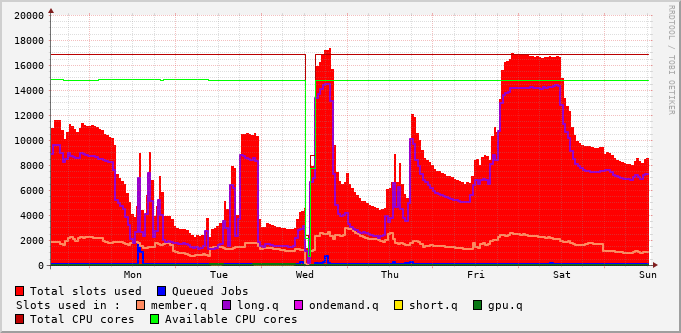 20000
18000
16000
14000
12000
10000
8000
6000
4000
2000
0
Mon Tue Wed Thu Fri Sat Sun
RRDTOOL / TOBI OETIKER
Total slots used Queued Jobs
Slots used in : member.q long.q ondemand.q short.q gpu.q
Total CPU cores Available CPU cores